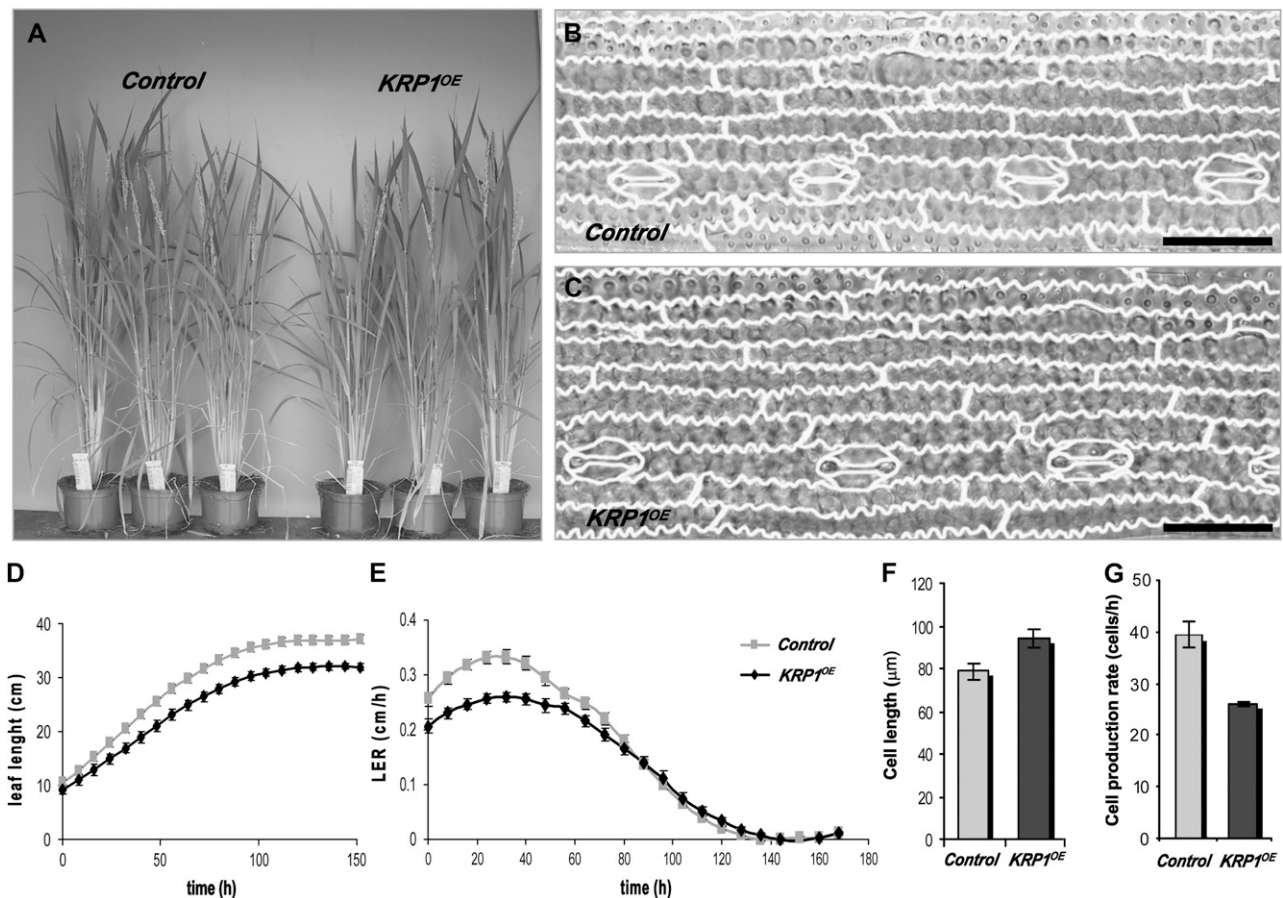 A
Control
KRP1OE
B
Control
C
KRP1OE
D
leaf lenght (cm)
40
30
20
10
0
0
50
100
150
time (h)
E
LER (cm/h)
0.4
0.3
0.2
0.1
0
0
20
40
60
80
100
120
140
160
180
time (h)
Control
KRP1OE
F
Cell length (μm)
120
100
80
60
40
20
0
Control
KRP1OE
G
Cell production rate (cells/h)
50
40
30
20
10
0
Control
KRP1OE